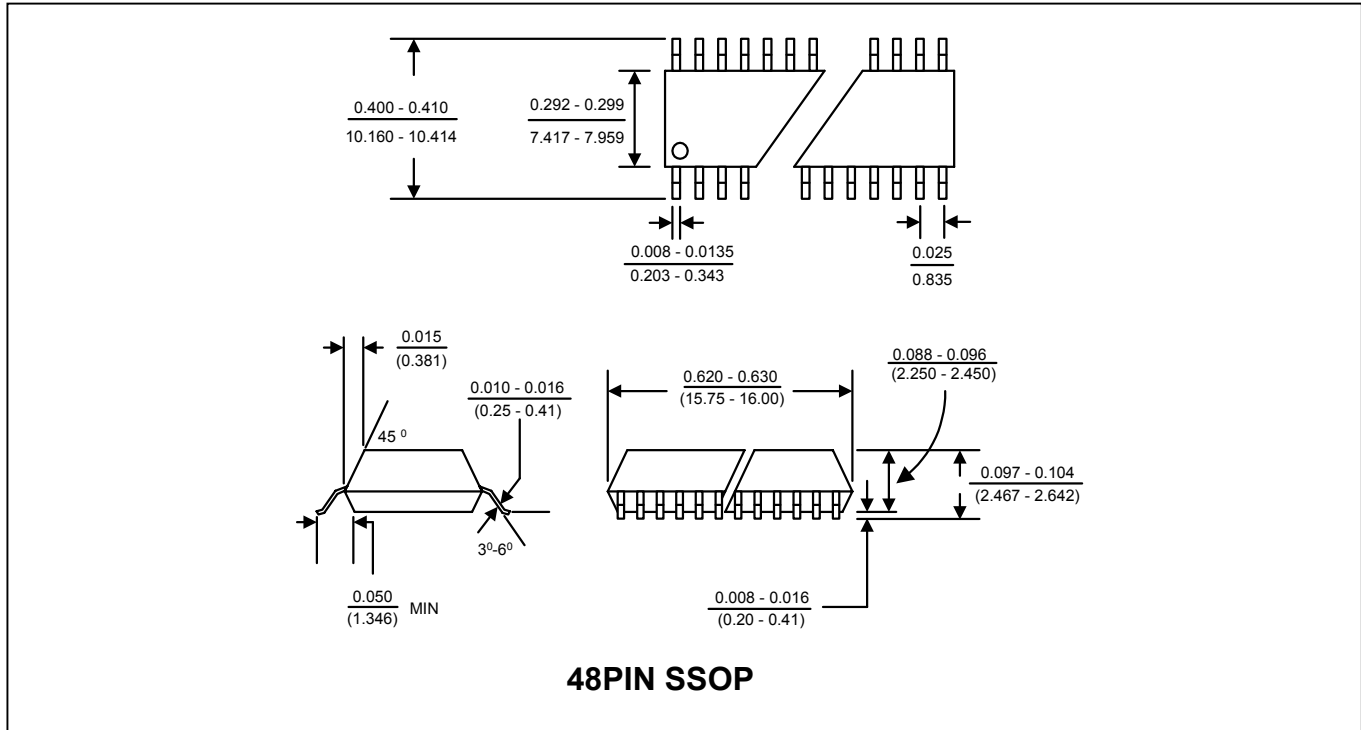 0.400 - 0.410
10.160 - 10.414
0.292 - 0.299
7.417 - 7.959
0.008 - 0.0135
0.203 - 0.343
0.025
0.835
0.015
(0.381)
45 0
0.010 - 0.016
(0.25 - 0.41)
3⁰-6⁰
0.050
(1.346)
MIN
0.620 - 0.630
(15.75 - 16.00)
0.088 - 0.096
(2.250 - 2.450)
0.097 - 0.104
(2.467 - 2.642)
0.008 - 0.016
(0.20 - 0.41)
48PIN SSOP